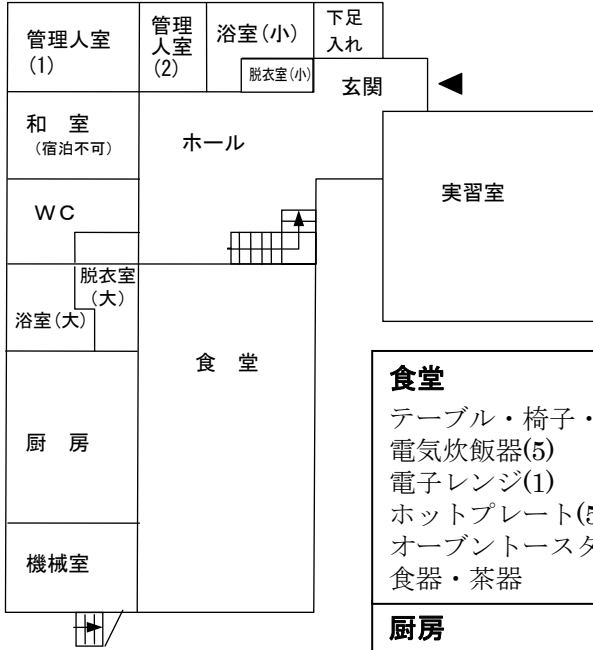 管理人室
(1)
管理
人室
(2)
浴室(小)
脱衣室(小)
下足
入れ
玄関
和 室
(宿泊不可)
ホール
実習室
WC
脱衣室
(大)
浴室(大)
食 堂
厨 房
機械室
食堂
テーブル・椅子・
電気炊飯器(5)
電子レンジ(1)
ホットプレート(5
オーブントースタ
食器・茶器
厨房